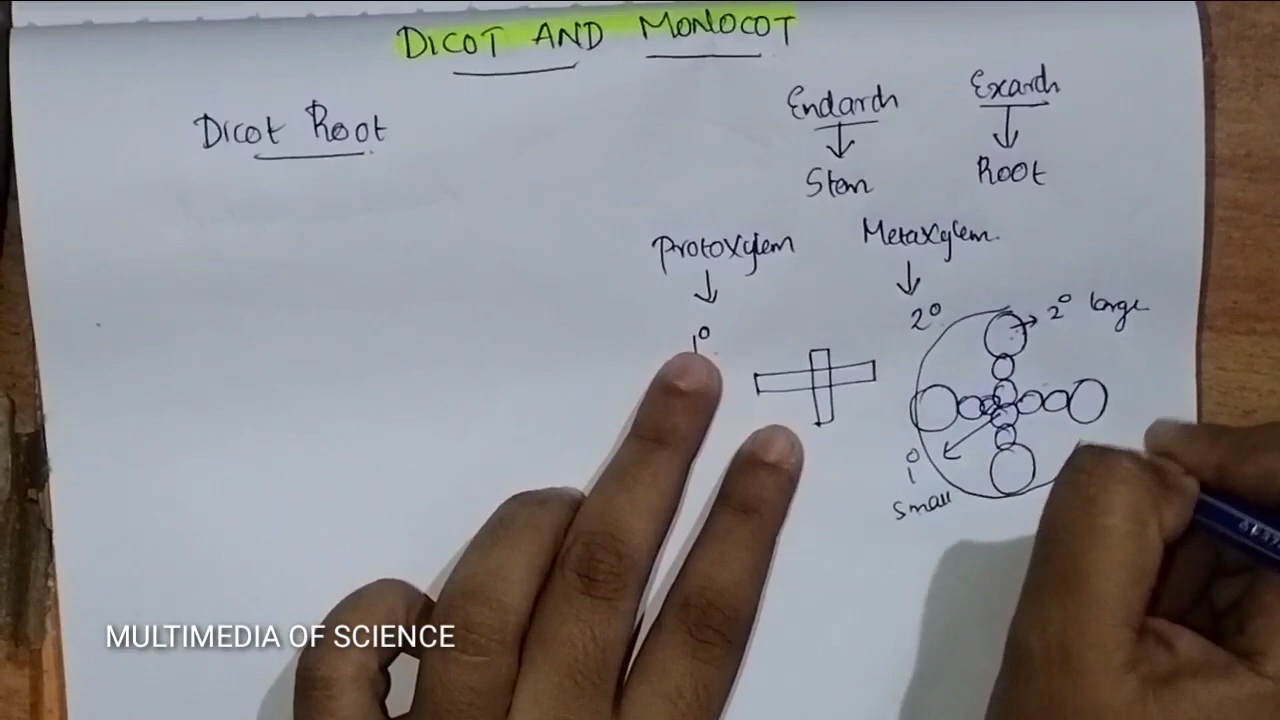 DICOT AND MONOCOT
Dicot Root
Endarch
Exarch
Stem
Root
Protoxylem
Metaxylem.
1°
2°
2° large
1°
small
MULTIMEDIA OF SCIENCE